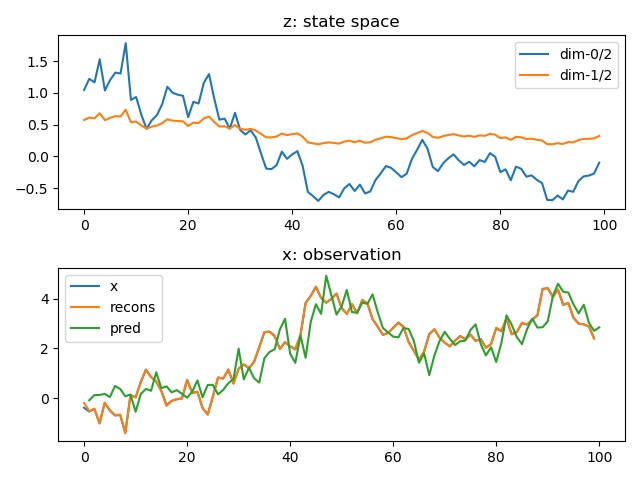 z: state space
1.5
1.0
0.5
0.0
−0.5
dim-0/2
dim-1/2
0 20 40 60 80 100
x: observation
4
2
0
x
recons
pred
0 20 40 60 80 100